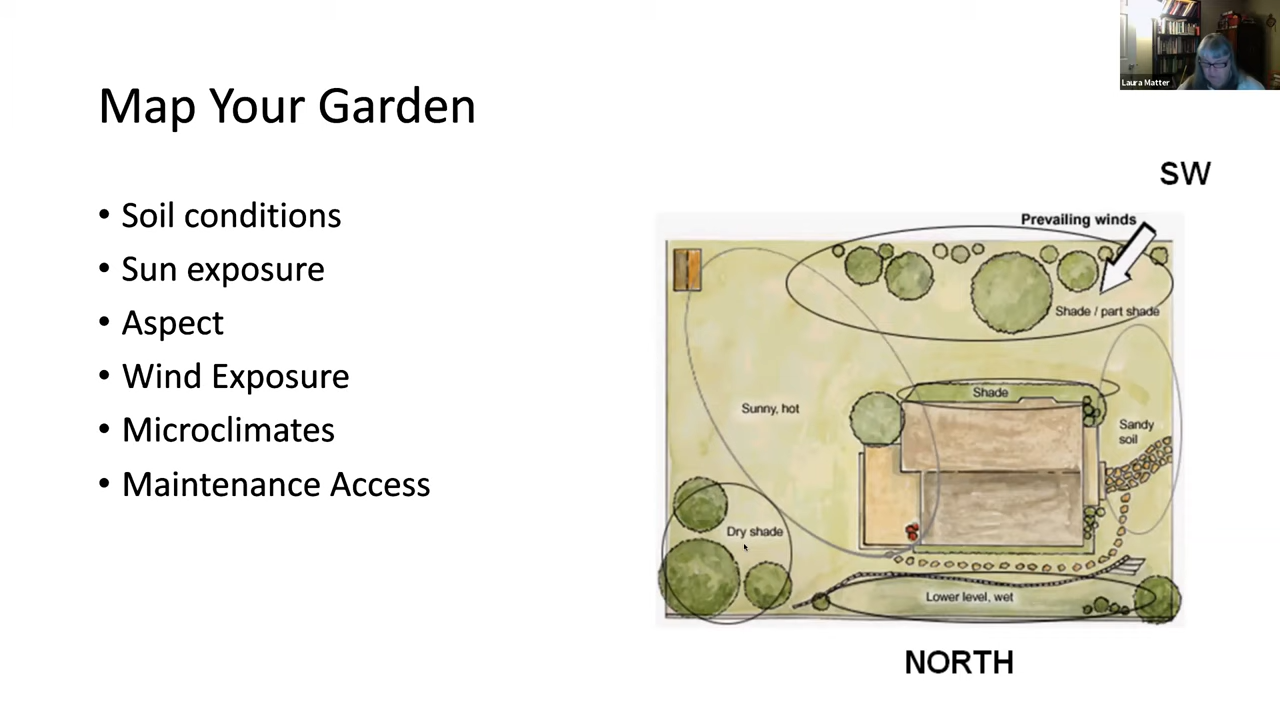 Laura Matter
Map Your Garden
• Soil conditions
• Sun exposure
• Aspect
• Wind Exposure
• Microclimates
• Maintenance Access
SW
Prevailing winds
Shade / part shade
Shade
Sunny, hot
Sandy
soil
Dry shade
Lower level, wet
NORTH